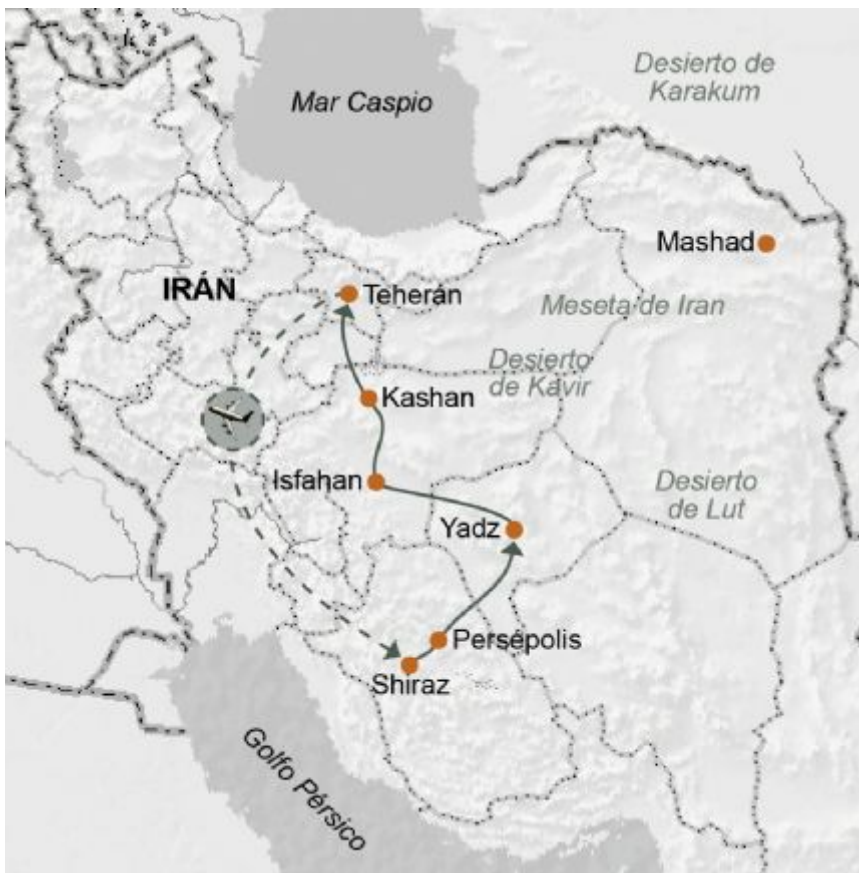 Desierto de
Karakum
Mar Caspio
Mashad
IRÁN
Teherán
Meseta de Iran
Desierto
de Kavir
Kashan
Isfahan
Desierto
de Lut
Yadz
Persépolis
Shiraz
Golfo Pérsico